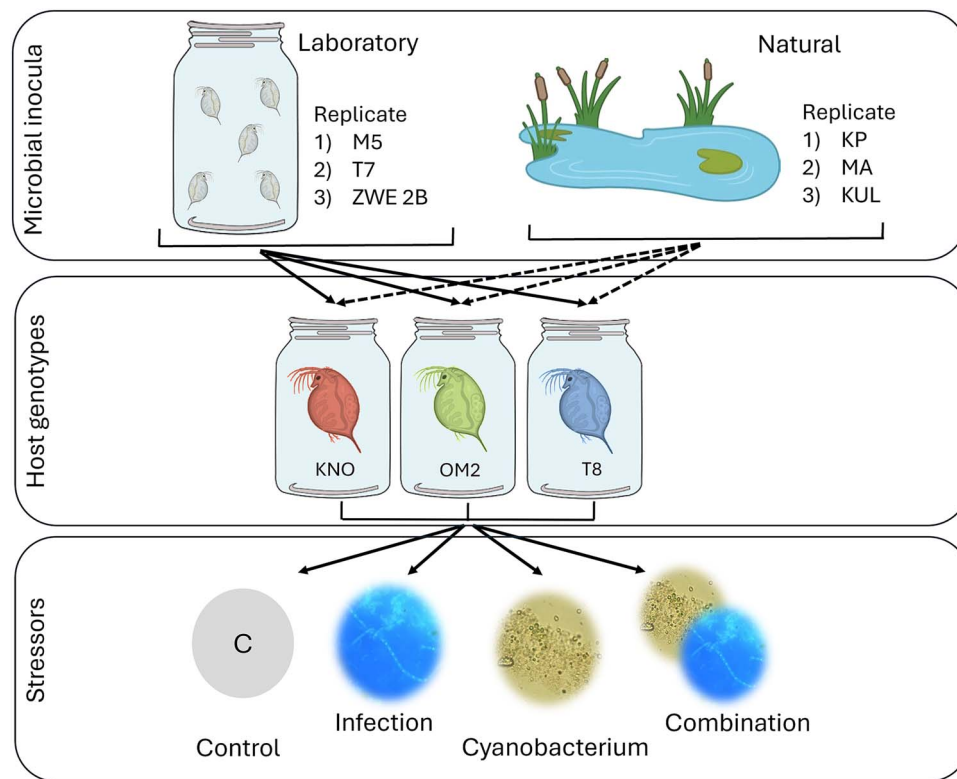 Microbial inocula
Laboratory
Replicate
1) M5
2) T7
3) ZWE 2B
Natural
Replicate
1) KP
2) MA
3) KUL
Host genotypes
KNO
OM2
T8
Stressors
C
Control
Infection
Cyanobacterium
Combination